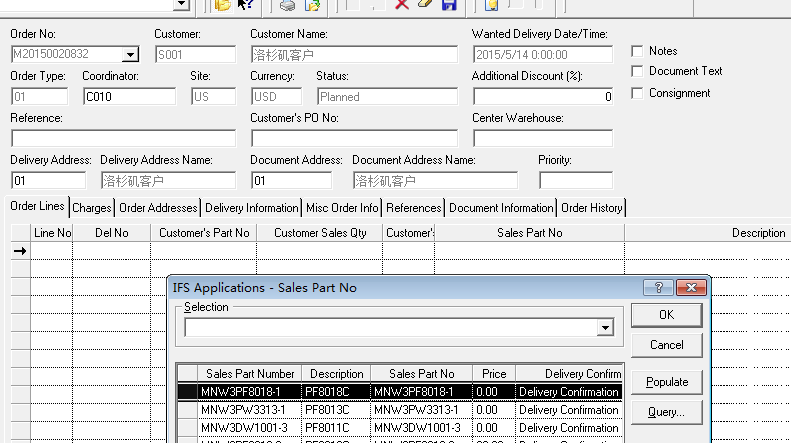 Order No: Customer: Customer Name: Wanted Delivery Date/Time:
M20150020832 S001 洛杉矶客户 2015/5/14 0:00:00 Notes
Order Type: Coordinator: Site: Currency: Status: Additional Discount (%): Document Text
01 C010 US USD Planned 0 Consignment
Reference: Customer's PO No: Center Warehouse:
Delivery Address: Delivery Address Name: Document Address: Document Address Name: Priority:
01 洛杉矶客户 01 洛杉矶客户
Order Lines Charges Order Addresses Delivery Information Misc Order Info References Document Information Order History
Line No Del No Customer's Part No Customer Sales Qty Customer's Sales Part No Description
IFS Applications - Sales Part No
Selection
OK
Cancel
Populate
Query...
Sales Part Number Description Sales Part No Price Delivery Confirm
MNW3PF8018-1 PF8018C MNW3PF8018-1 0.00 Delivery Confirmation
MNW3PW3313-1 PF8013C MNW3PW3313-1 0.00 Delivery Confirmation
MNW3DW1001-3 PF8011C MNW3DW1001-3 0.00 Delivery Confirmation